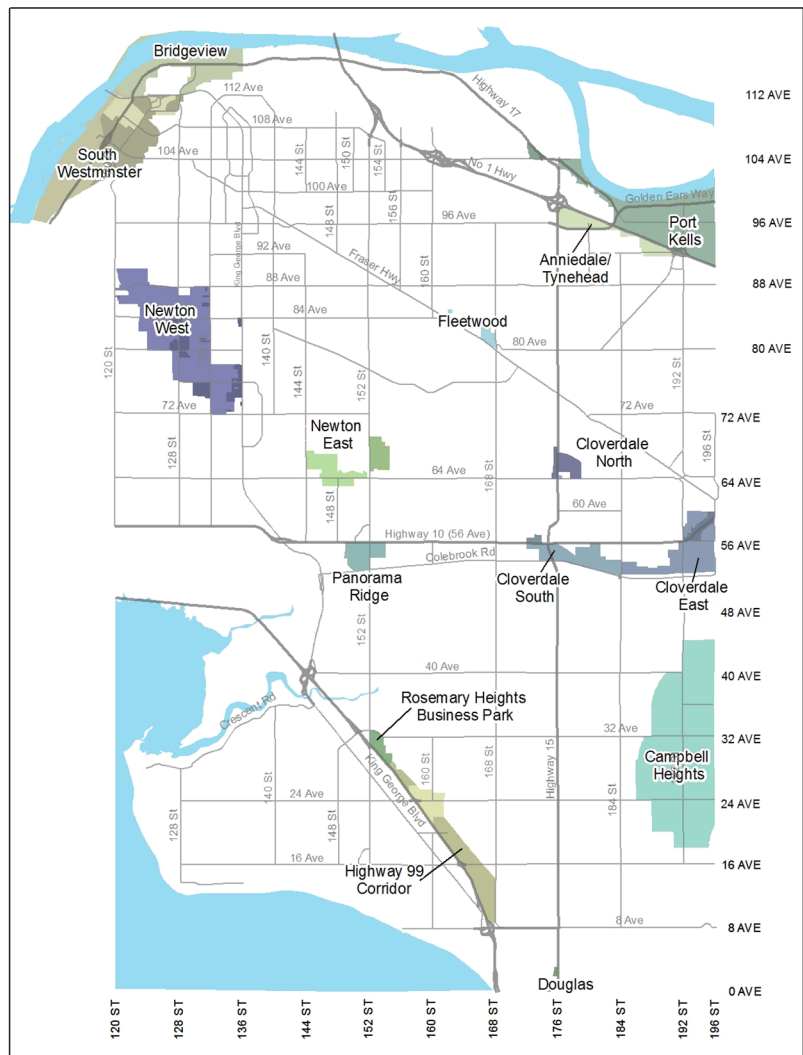 Bridgeview
Highway 17
112 Ave
112 AVE
108 Ave
South
Westminster
104 Ave
144 St
150 St
154 St
No 1 Hwy
104 AVE
100 Ave
156 St
148 St
Golden Ears Way
96 Ave
Port
Kells
96 AVE
King George Blvd
92 Ave
Fraser Hwy
160 St
Anniedale/
Tynehead
88 Ave
88 AVE
Newton
West
84 Ave
Fleetwood
80 Ave
80 AVE
120 St
140 St
144 St
152 St
192 St
72 Ave
72 Ave
72 AVE
Newton
East
Cloverdale
North
128 St
168 St
196 St
64 Ave
64 AVE
148 St
60 Ave
Highway 10 (56 Ave)
56 AVE
Colebrook Rd
Panorama
Ridge
Cloverdale
South
Cloverdale
East
48 AVE
152 St
40 Ave
40 AVE
Crescent Rd
Rosemary Heights
Business Park
32 Ave
32 AVE
King George Blvd
160 St
168 St
Highway 15
Campbell
Heights
140 St
24 Ave
184 St
24 AVE
128 St
148 St
16 Ave
16 AVE
Highway 99
Corridor
8 Ave
8 AVE
Douglas
0 AVE
120 ST
128 ST
136 ST
144 ST
152 ST
160 ST
168 ST
176 ST
184 ST
192 ST
196 ST